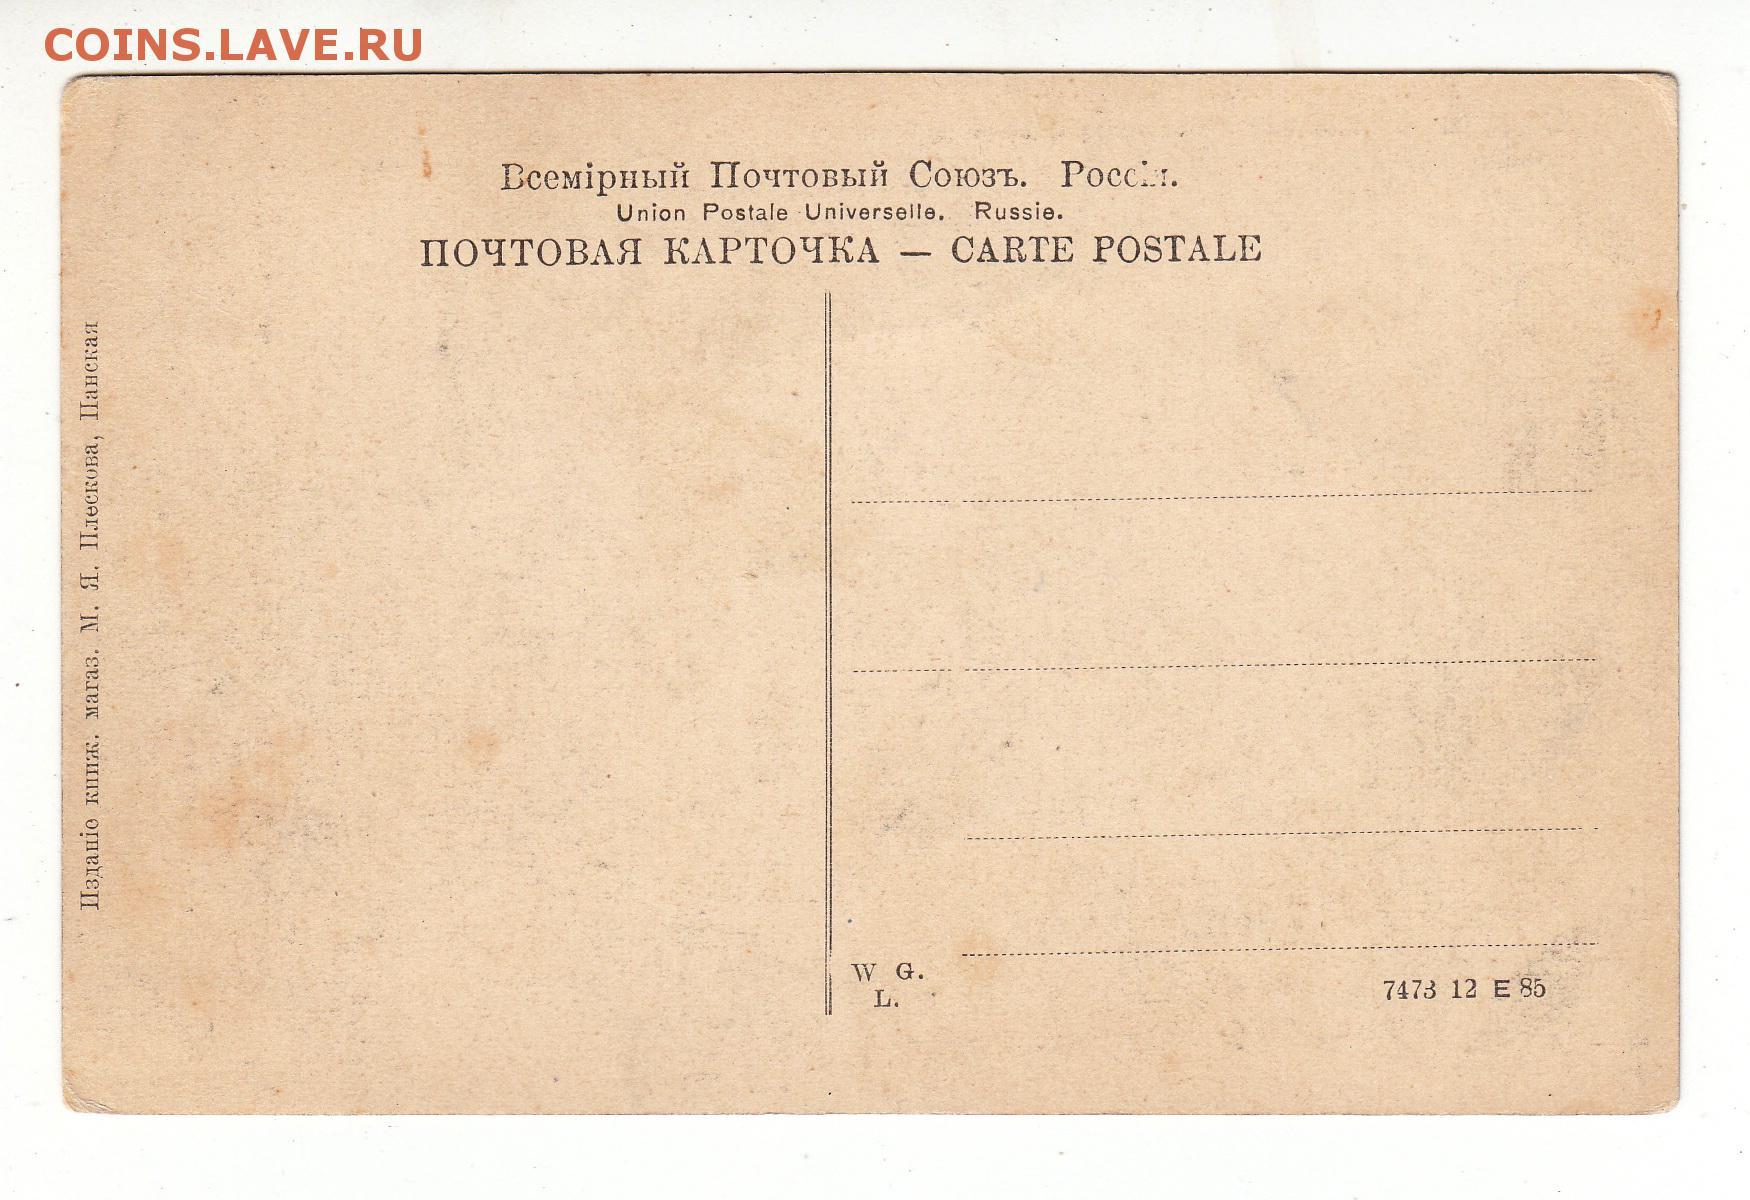 COINS.LAVE.RU
Всемірный Почтовый Союзъ. Россія.
Union Postale Universelle. Russie.
ПОЧТОВАЯ КАРТОЧКА — CARTE POSTALE
Изданіе книж. магаз. М. Я. Плескова, Панская
W G.
L.
7473 12 E 85